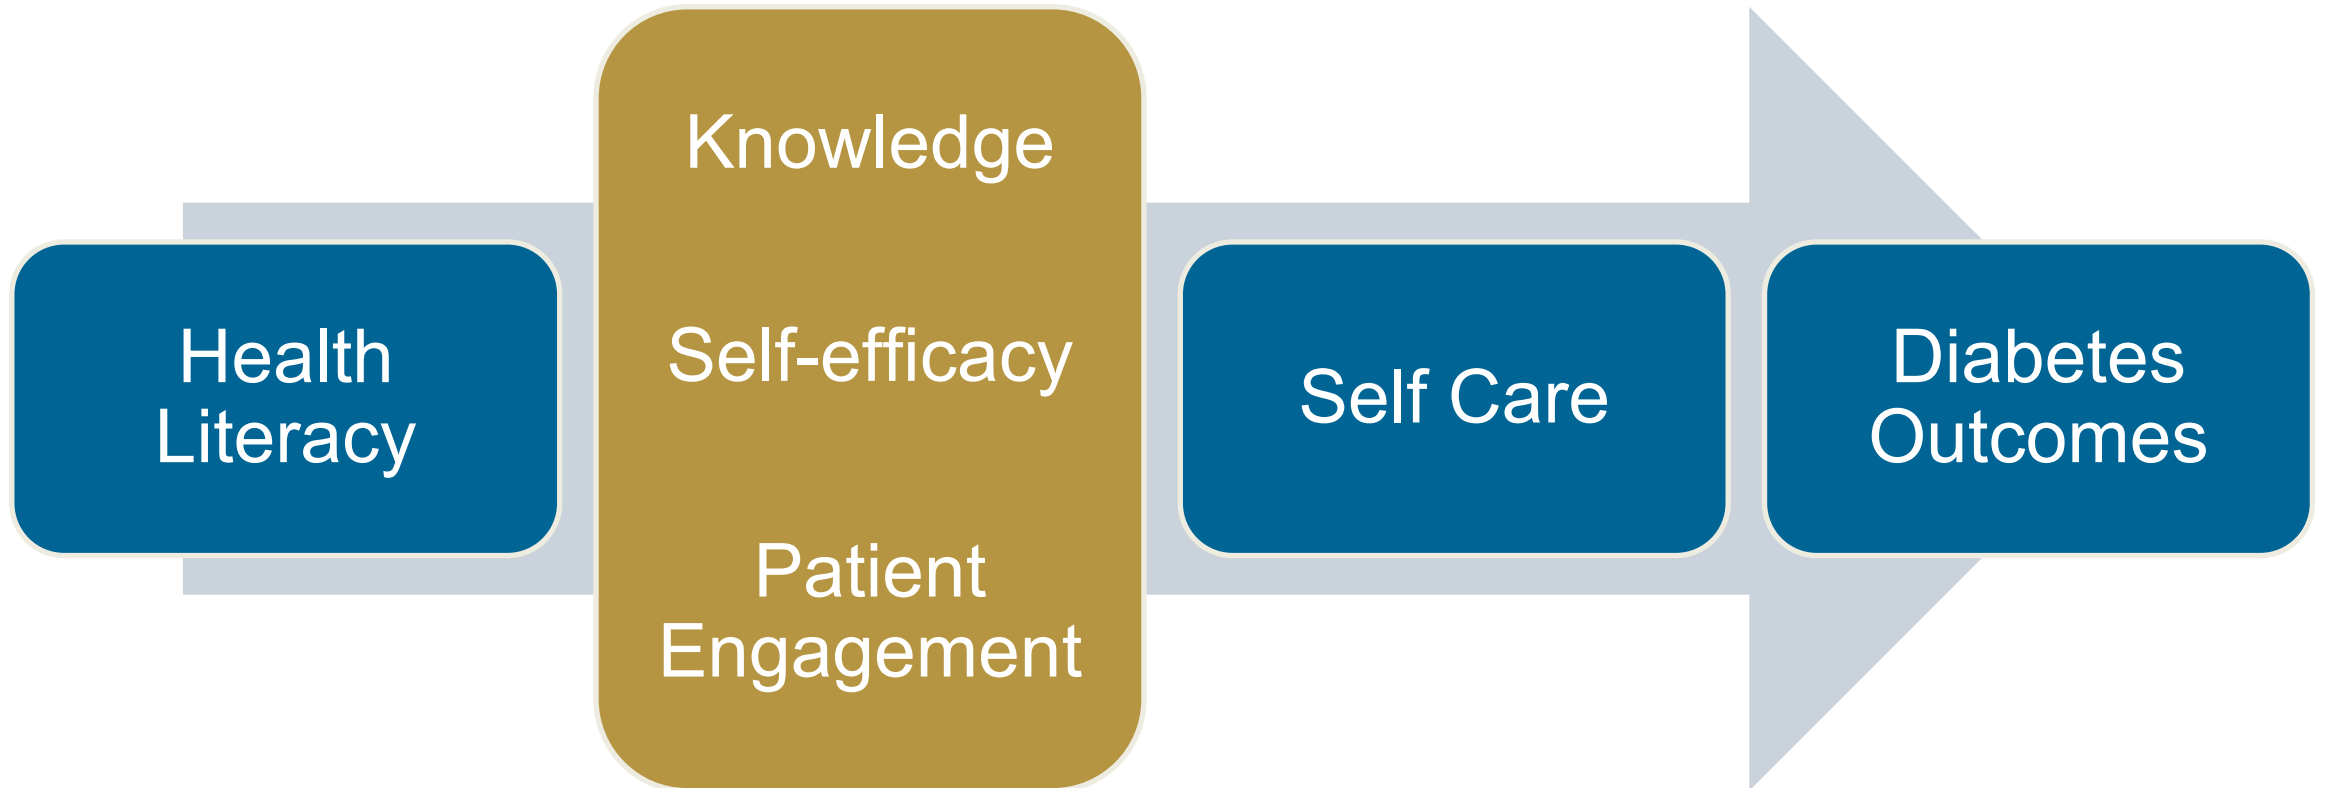 Health
Literacy
Knowledge
Self-efficacy
Patient
Engagement
Self Care
Diabetes
Outcomes